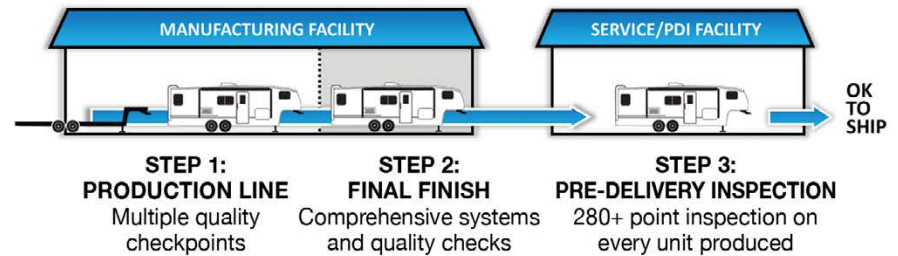 MANUFACTURING FACILITY
SERVICE/PDI FACILITY
OK
TO
SHIP
STEP 1:
PRODUCTION LINE
Multiple quality
checkpoints
STEP 2:
FINAL FINISH
Comprehensive systems
and quality checks
STEP 3:
PRE-DELIVERY INSPECTION
280+ point inspection on
every unit produced